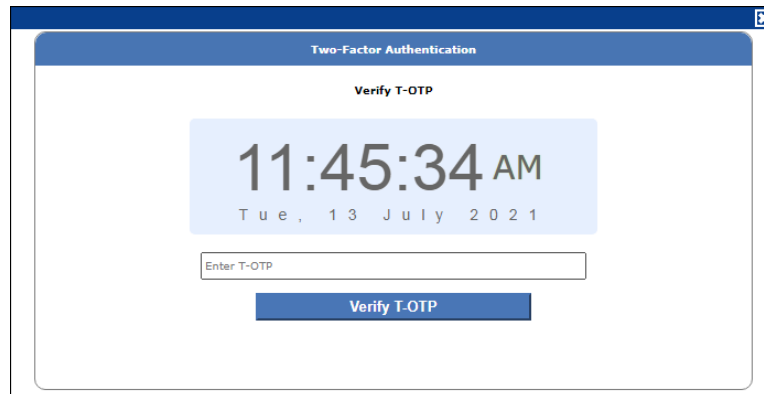 Two-Factor Authentication
Verify T-OTP
11:45:34 AM
Tue, 13 July 2021
Enter T-OTP
Verify T-OTP